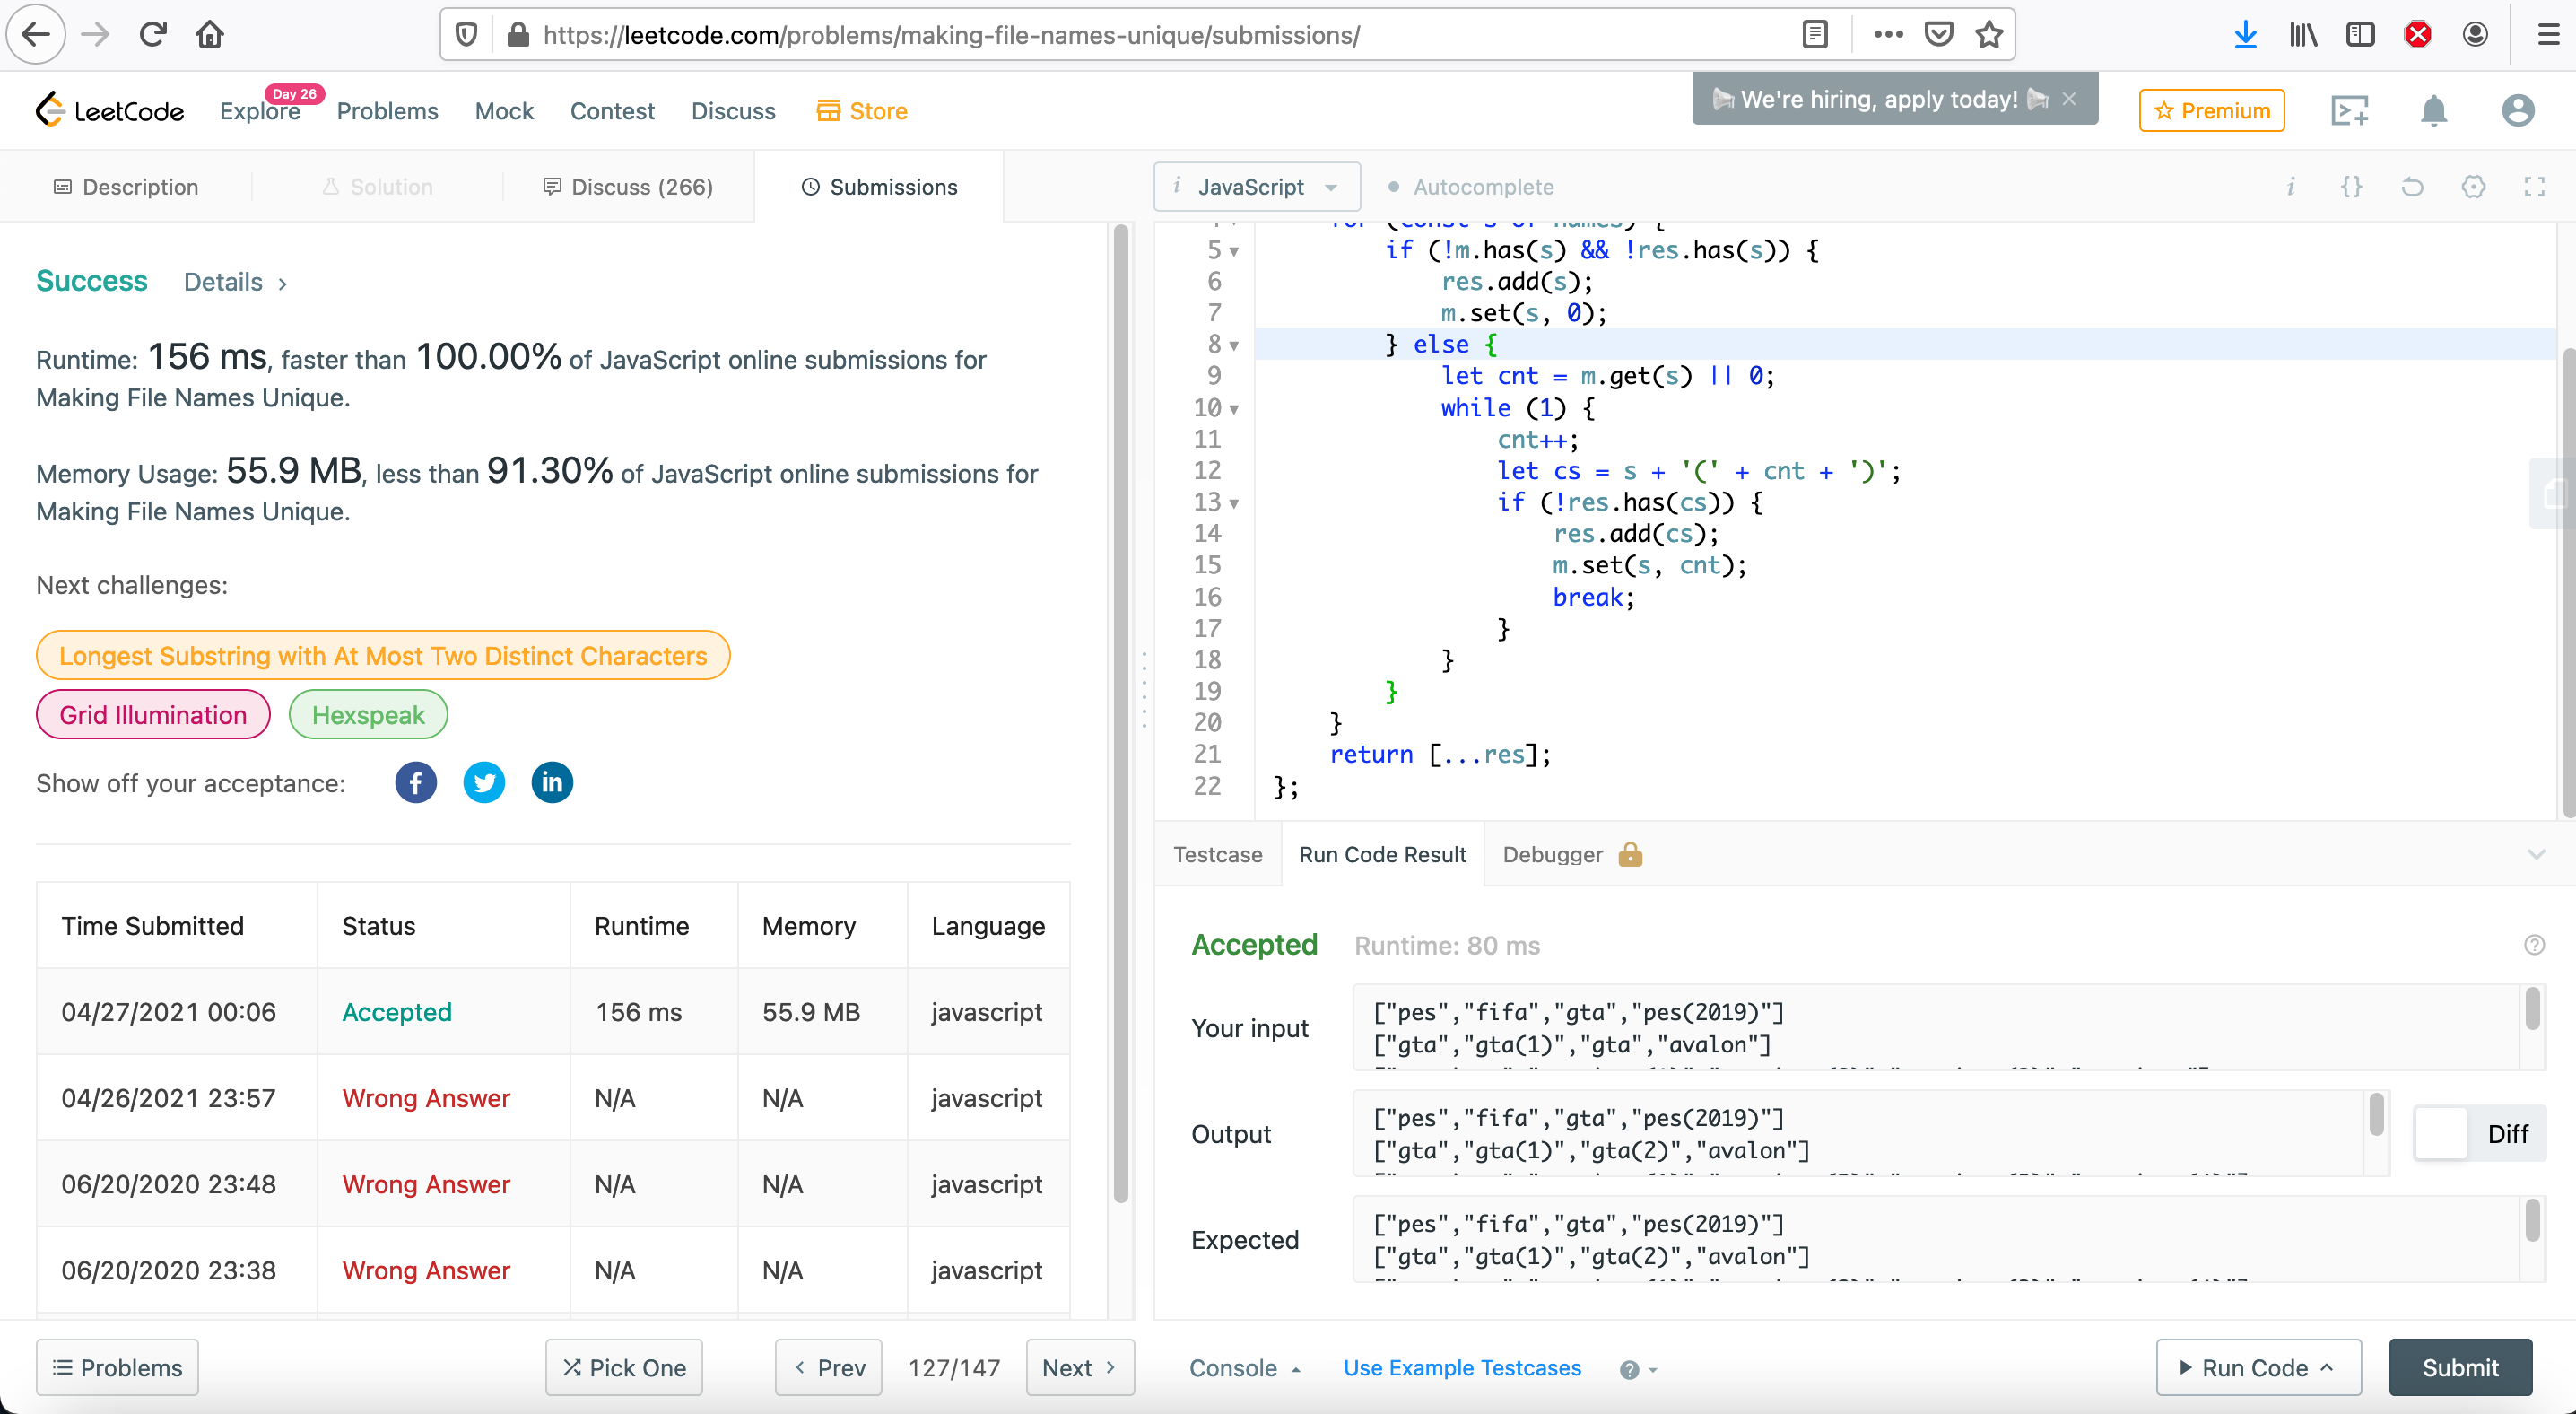 https://leetcode.com/problems/making-file-names-unique/submissions/
LeetCode
Explore
Day 26
Problems
Mock
Contest
Discuss
Store
We're hiring, apply today!
Premium
Description
Solution
Discuss (266)
Submissions
i JavaScript
Autocomplete
Success
Details >
Runtime: 156 ms, faster than 100.00% of JavaScript online submissions for
Making File Names Unique.
Memory Usage: 55.9 MB, less than 91.30% of JavaScript online submissions for
Making File Names Unique.
Next challenges:
Longest Substring with At Most Two Distinct Characters
Grid Illumination
Hexspeak
Show off your acceptance:
Time Submitted Status Runtime Memory Language
04/27/2021 00:06 Accepted 156 ms 55.9 MB javascript
04/26/2021 23:57 Wrong Answer N/A N/A javascript
06/20/2020 23:48 Wrong Answer N/A N/A javascript
06/20/2020 23:38 Wrong Answer N/A N/A javascript
Problems
Pick One
< Prev
127/147
Next >
for (const s of names) {
5 if (!m.has(s) && !res.has(s)) {
6 res.add(s);
7 m.set(s, 0);
8 } else {
9 let cnt = m.get(s) || 0;
10 while (1) {
11 cnt++;
12 let cs = s + '(' + cnt + ')';
13 if (!res.has(cs)) {
14 res.add(cs);
15 m.set(s, cnt);
16 break;
17 }
18 }
19 }
20 }
21 return [...res];
22 };
Testcase
Run Code Result
Debugger
Accepted
Runtime: 80 ms
Your input
["pes","fifa","gta","pes(2019)"]
["gta","gta(1)","gta","avalon"]
Output
["pes","fifa","gta","pes(2019)"]
["gta","gta(1)","gta(2)","avalon"]
Diff
Expected
["pes","fifa","gta","pes(2019)"]
["gta","gta(1)","gta(2)","avalon"]
Console
Use Example Testcases
Run Code
Submit